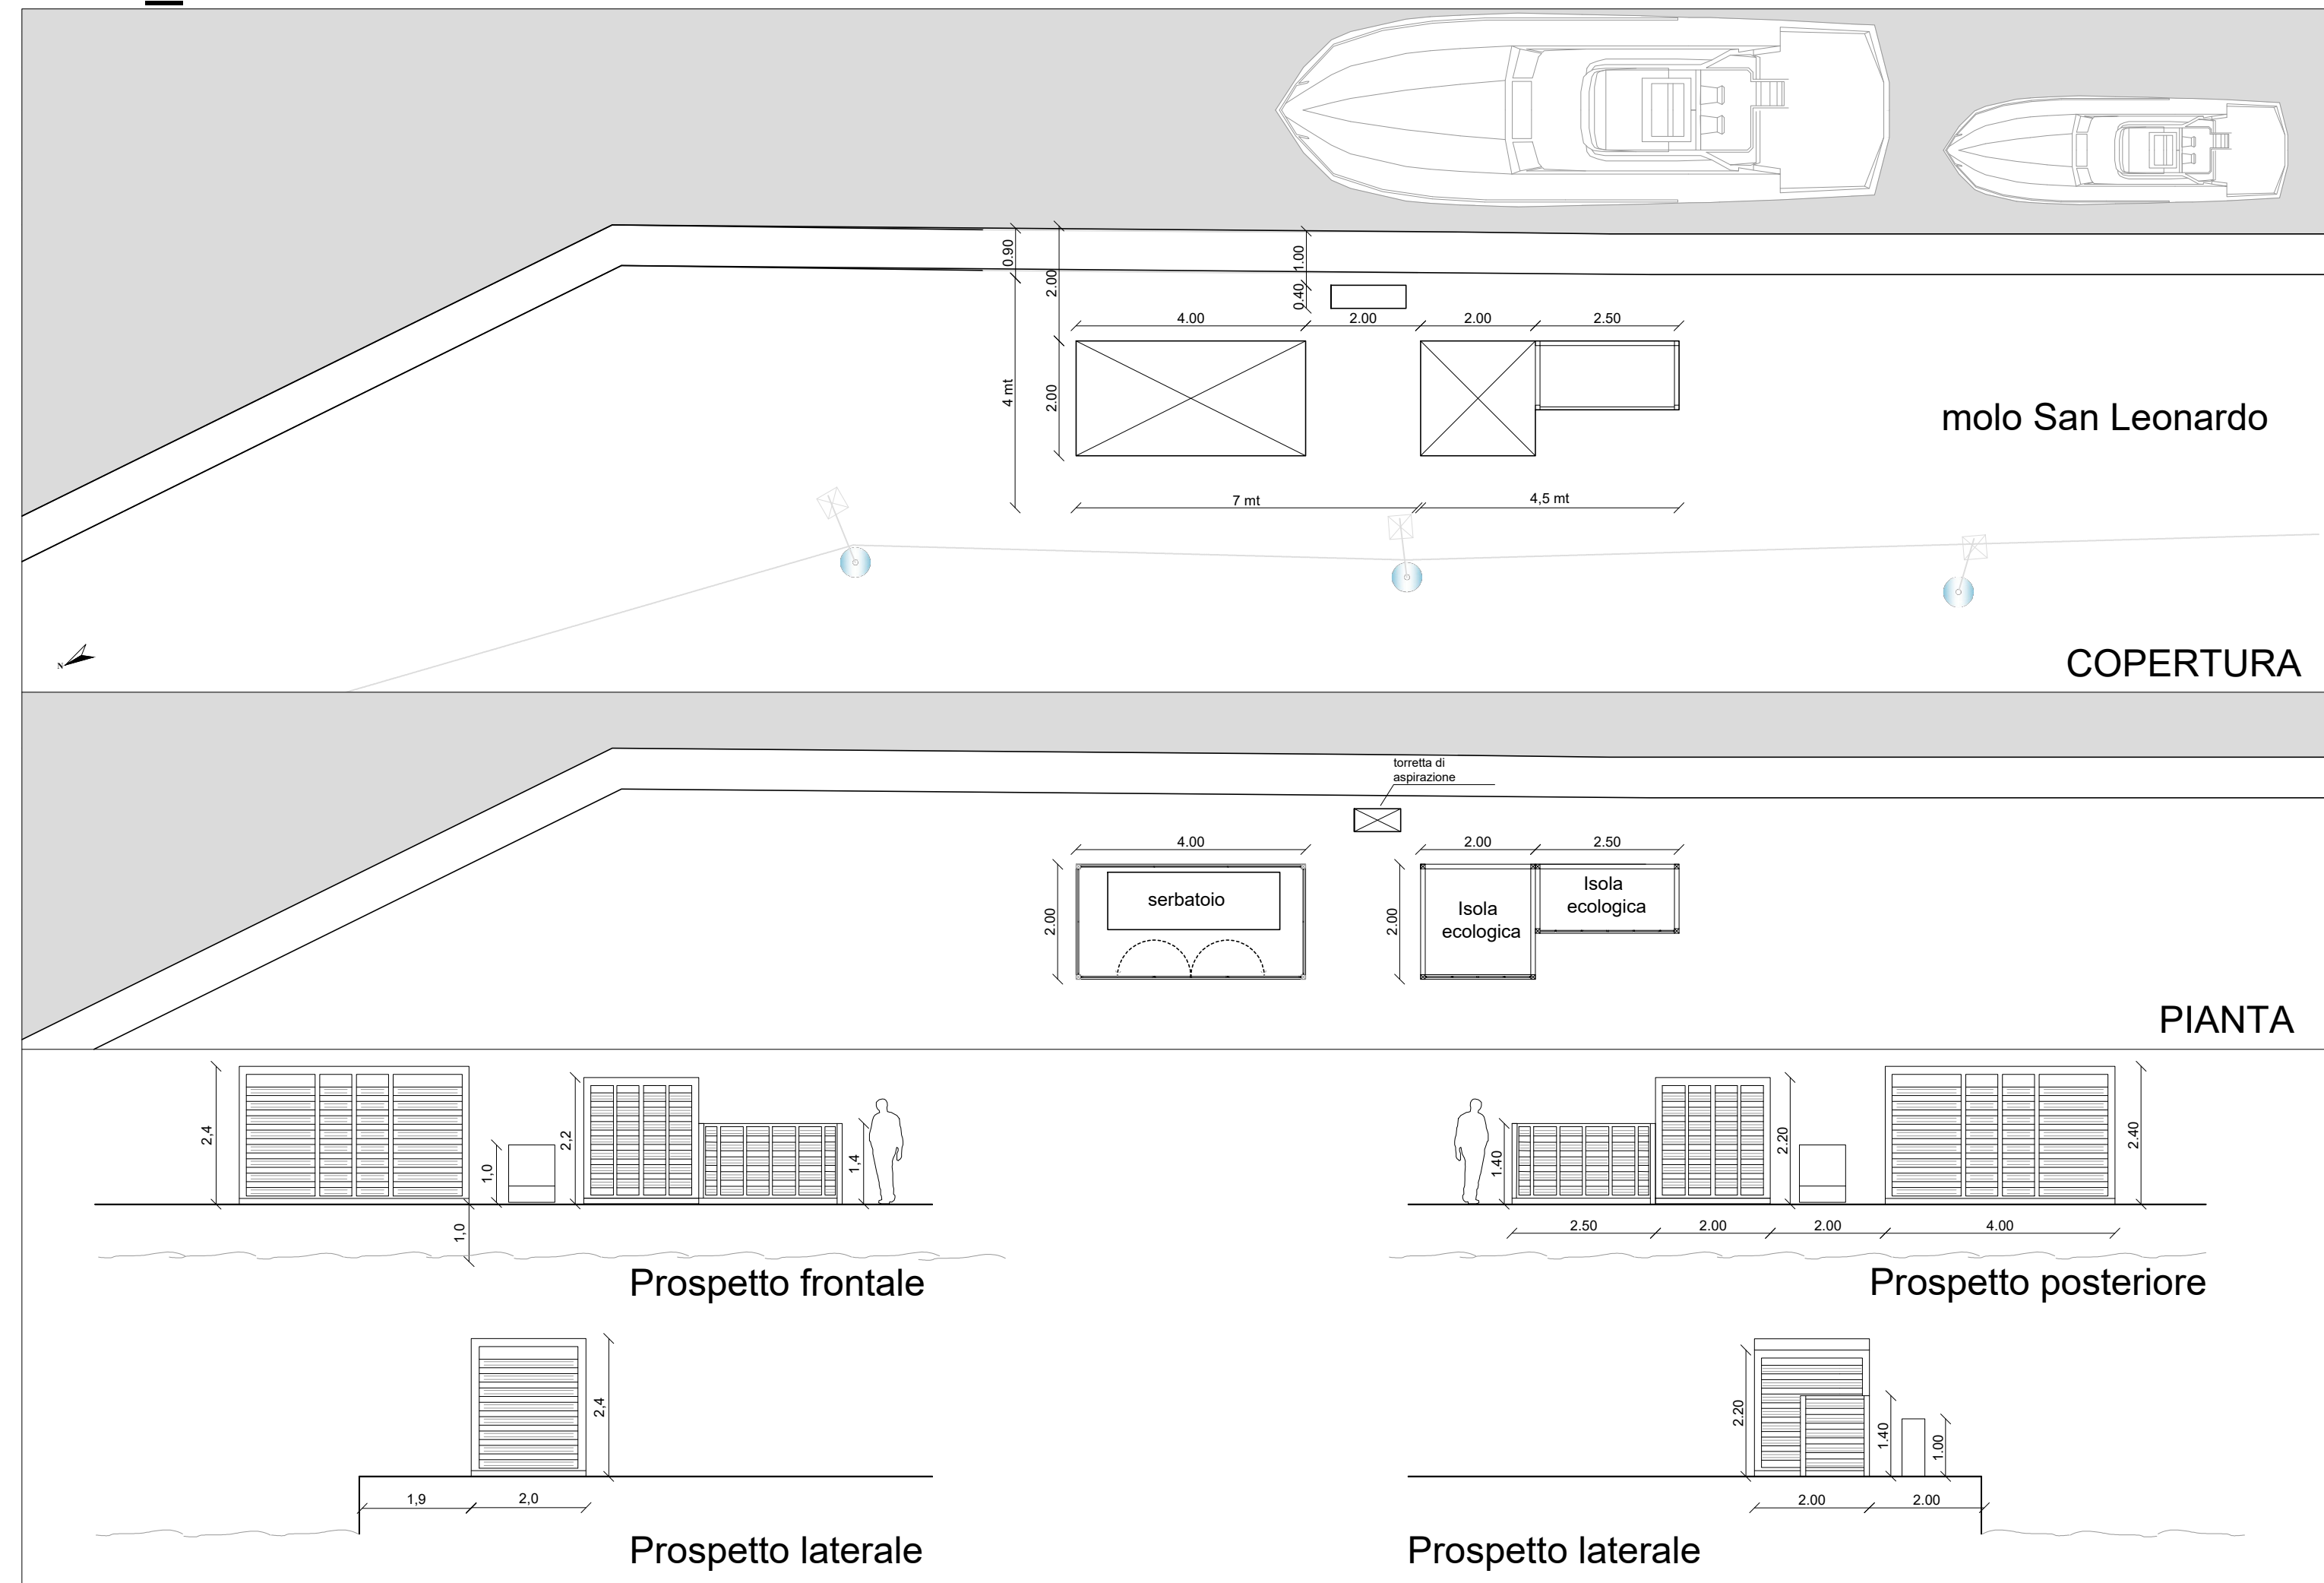 0.90
2.00
1.00
0.40
4.00
2.00
2.00
2.50
4 mt
2.00
molo San Leonardo
7 mt
4,5 mt
N
COPERTURA
torretta di
aspirazione
4.00
2.00
2.50
2.00
serbatoio
2.00
Isola
ecologica
Isola
ecologica
PIANTA
2,4
1,0
2,2
1,4
1,0
Prospetto frontale
1.40
2.20
2.40
2.50
2.00
2.00
4.00
Prospetto posteriore
2,4
1,9
2,0
Prospetto laterale
2.20
1.40
1.00
2.00
2.00
Prospetto laterale